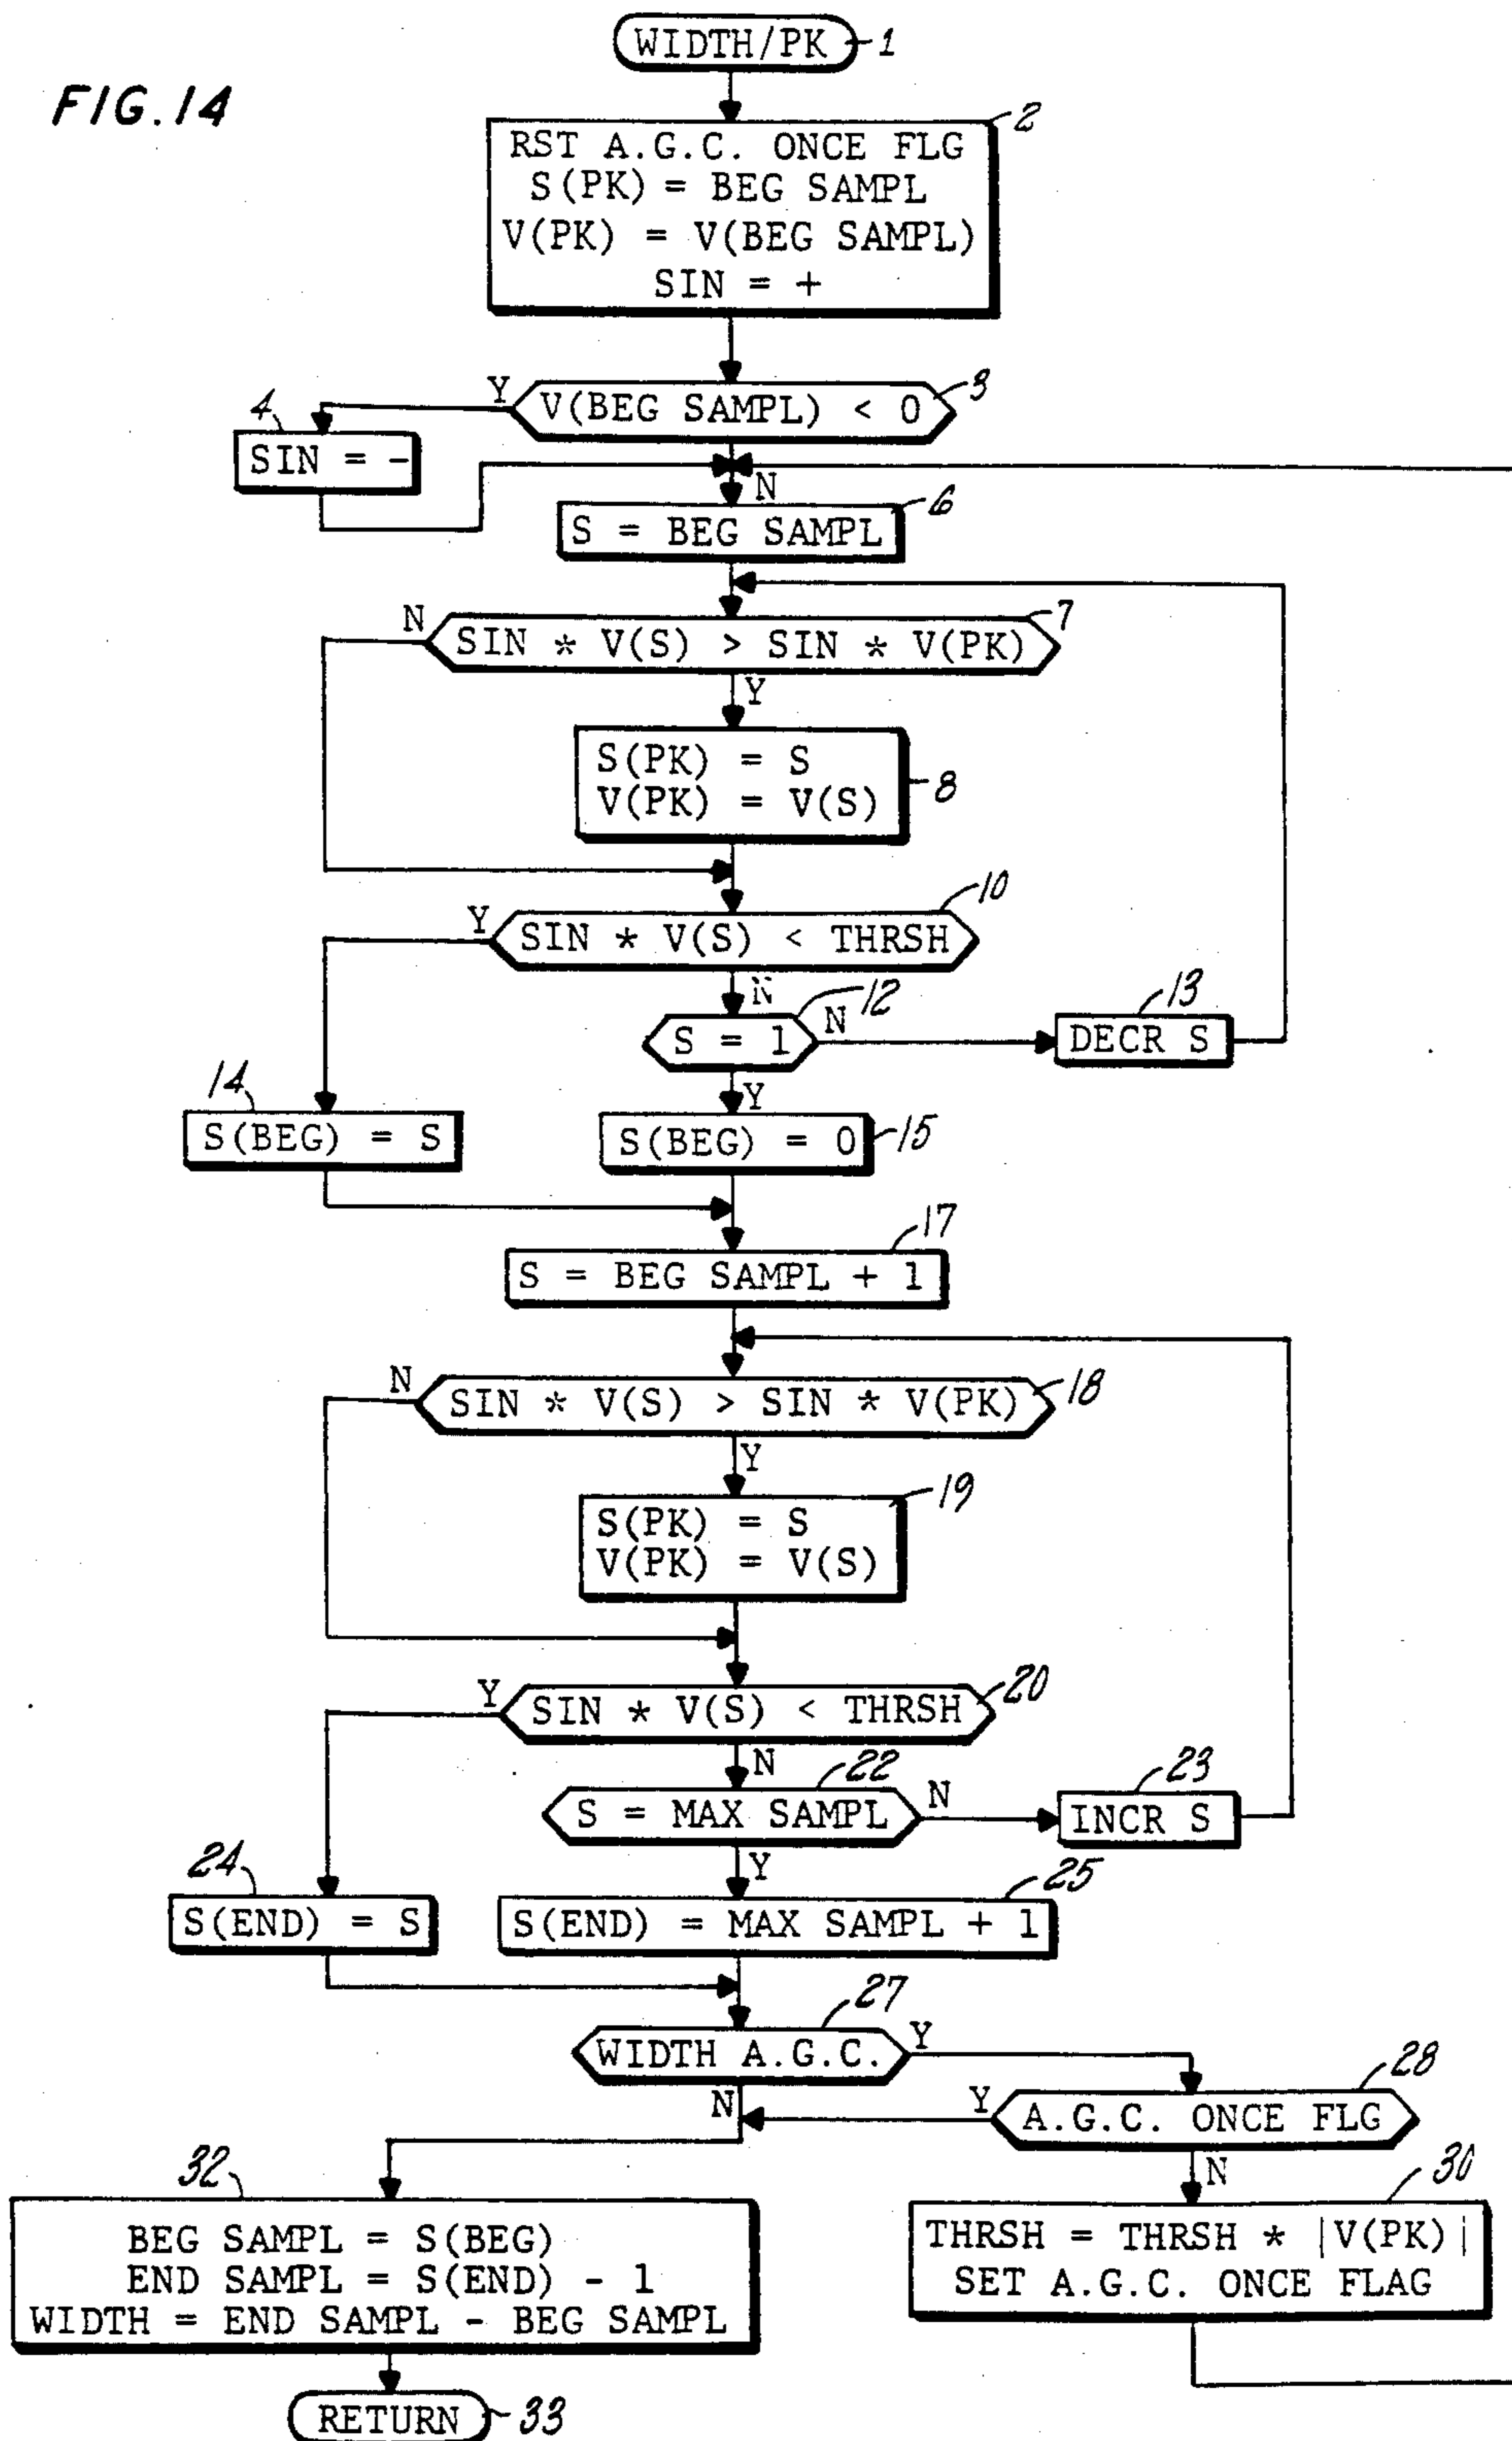 WIDTH/PK 1
FIG. 14
2
RST A.G.C. ONCE FLG
S(PK) = BEG SAMPL
V(PK) = V(BEG SAMPL)
SIN = +
Y V(BEG SAMPL) < 0 3
4
SIN = -
N
6
S = BEG SAMPL
N SIN * V(S) > SIN * V(PK) 7
Y
S(PK) = S
V(PK) = V(S)
8
10
Y SIN * V(S) < THRSH
N
12
S = 1 N
13
DECR S
Y
14
S(BEG) = S
S(BEG) = 0 15
17
S = BEG SAMPL + 1
N SIN * V(S) > SIN * V(PK) 18
Y
19
S(PK) = S
V(PK) = V(S)
Y SIN * V(S) < THRSH 20
N
22
S = MAX SAMPL N
23
INCR S
Y
24
S(END) = S
25
S(END) = MAX SAMPL + 1
27
WIDTH A.G.C. Y
N
28
Y A.G.C. ONCE FLG
N
30
THRSH = THRSH * |V(PK)|
SET A.G.C. ONCE FLAG
32
BEG SAMPL = S(BEG)
END SAMPL = S(END) - 1
WIDTH = END SAMPL - BEG SAMPL
RETURN 33